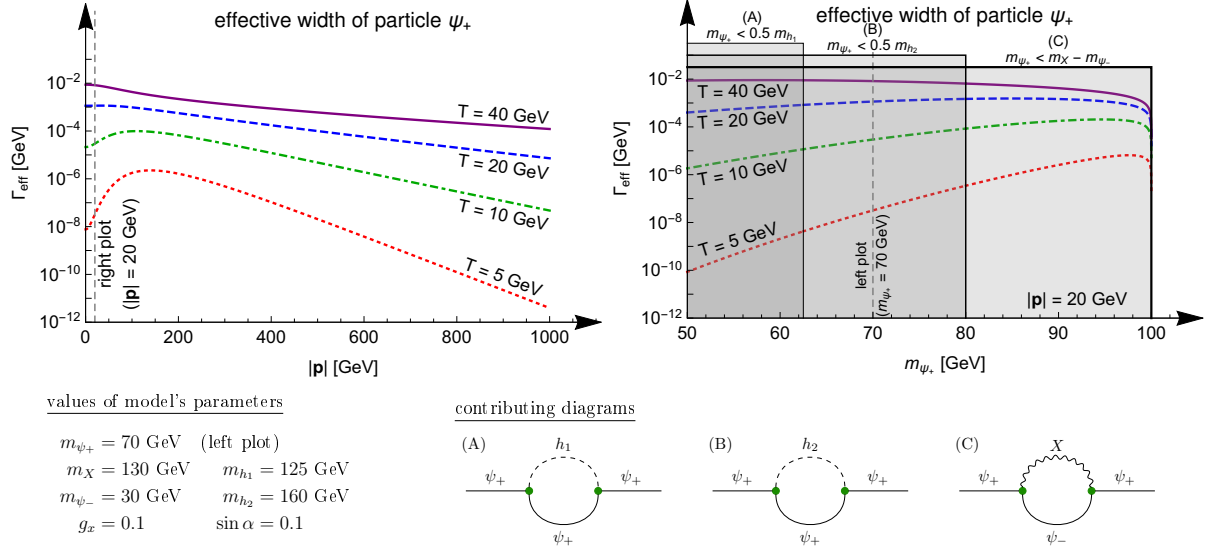 effective width of particle ψ₊
Γeff [GeV]
10⁻²
10⁻⁴
10⁻⁶
10⁻⁸
10⁻¹⁰
10⁻¹²
T = 40 GeV
T = 20 GeV
T = 10 GeV
T = 5 GeV
right plot
(|p| = 20 GeV)
0 200 400 600 800 1000
|p| [GeV]
effective width of particle ψ₊
(A)
mψ₊ < 0.5 mh₁
(B)
mψ₊ < 0.5 mh₂
(C)
mψ₊ < mX − mψ₋
Γeff [GeV]
10⁻²
10⁻⁴
10⁻⁶
10⁻⁸
10⁻¹⁰
10⁻¹²
T = 40 GeV
T = 20 GeV
T = 10 GeV
T = 5 GeV
left plot
(mψ₊ = 70 GeV)
|p| = 20 GeV
50 60 70 80 90 100
mψ₊ [GeV]
values of model's parameters
mψ₊ = 70 GeV (left plot)
mX = 130 GeV mh₁ = 125 GeV
mψ₋ = 30 GeV mh₂ = 160 GeV
gx = 0.1 sin α = 0.1
contributing diagrams
(A)
h₁
ψ₊ ψ₊
ψ₊
(B)
h₂
ψ₊ ψ₊
ψ₊
(C)
X
ψ₊ ψ₊
ψ₋